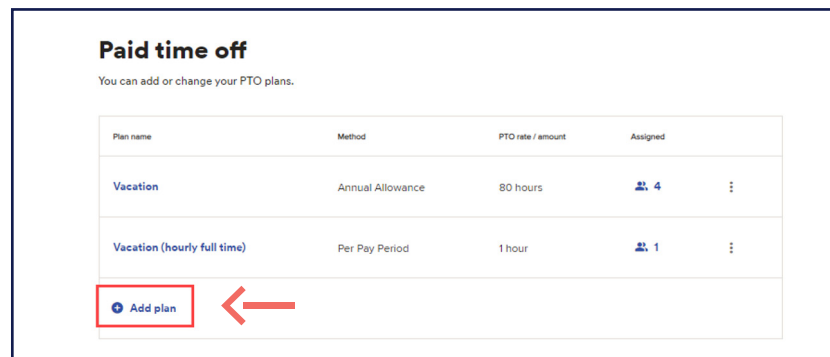 Paid time off
You can add or change your PTO plans.
Plan name Method PTO rate / amount Assigned
Vacation Annual Allowance 80 hours 4
Vacation (hourly full time) Per Pay Period 1 hour 1
Add plan